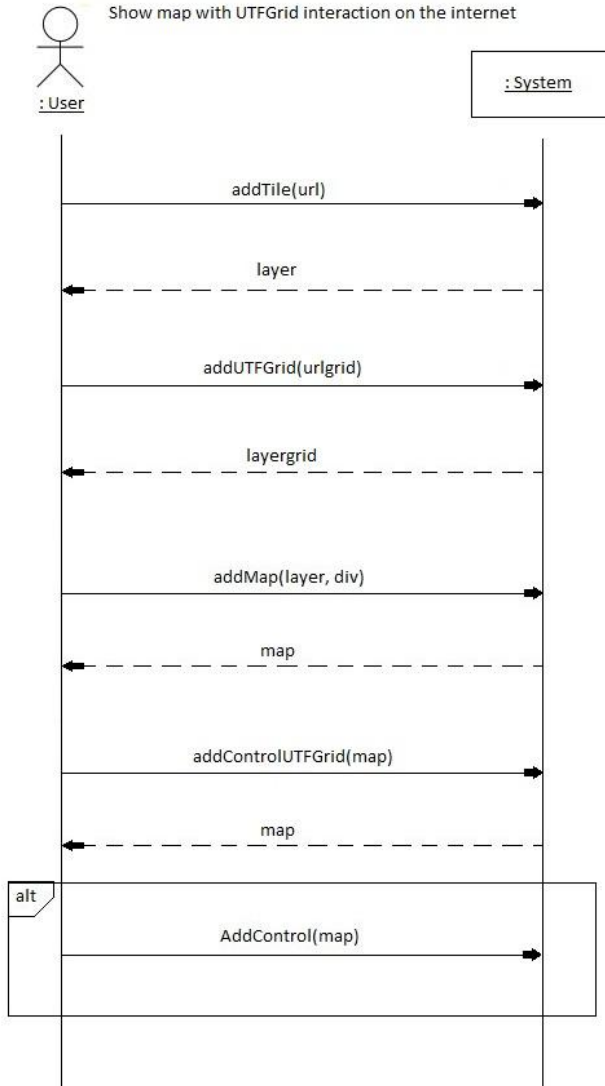 Show map with UTFGrid interaction on the internet
: User
: System
addTile(url)
layer
addUTFGrid(urlgrid)
layergrid
addMap(layer, div)
map
addControlUTFGrid(map)
map
alt
AddControl(map)